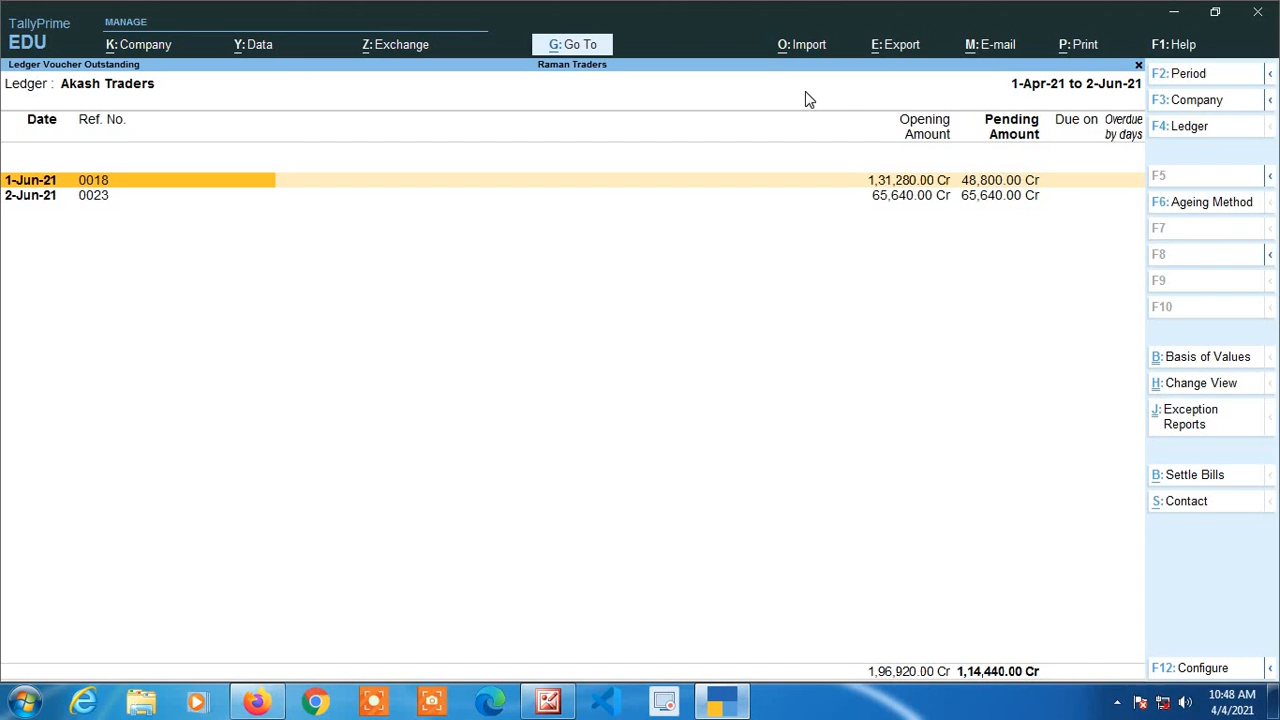 TallyPrime
EDU
MANAGE
K: Company
Y: Data
Z: Exchange
G: Go To
O: Import
E: Export
M: E-mail
P: Print
F1: Help
Ledger Voucher Outstanding
Raman Traders
Ledger : Akash Traders
1-Apr-21 to 2-Jun-21
Date Ref. No. Opening Amount Pending Amount Due on Overdue by days
1-Jun-21 0018 1,31,280.00 Cr 48,800.00 Cr
2-Jun-21 0023 65,640.00 Cr 65,640.00 Cr
1,96,920.00 Cr 1,14,440.00 Cr
F2: Period
F3: Company
F4: Ledger
F5
F6: Ageing Method
F7
F8
F9
F10
B: Basis of Values
H: Change View
J: Exception
Reports
B: Settle Bills
S: Contact
F12: Configure
10:48 AM
4/4/2021